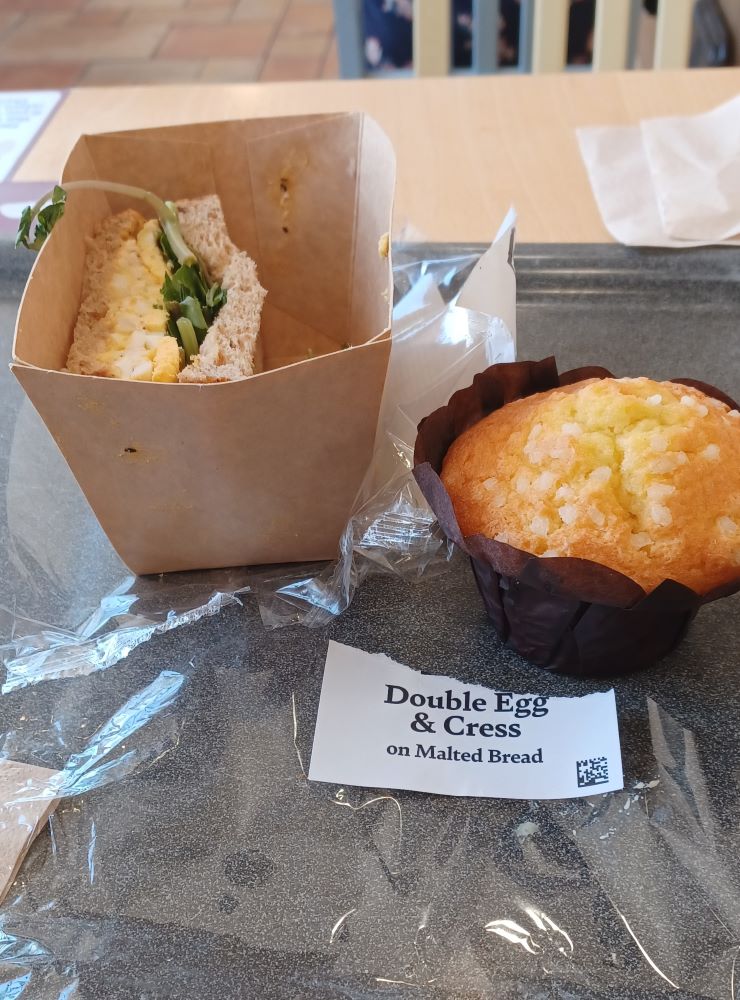 Double Egg
& Cress
on Malted Bread